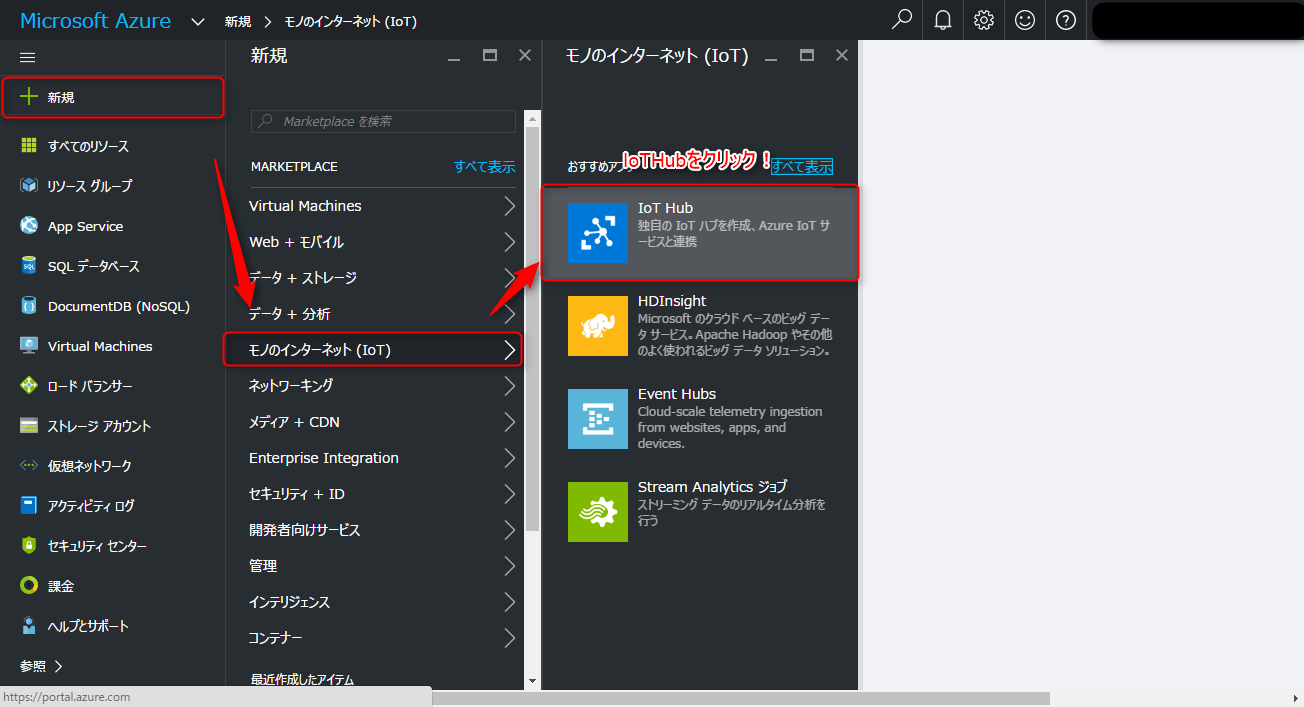 Microsoft Azure
新規
モノのインターネット (IoT)
新規
すべてのリソース
リソース グループ
App Service
SQL データベース
DocumentDB (NoSQL)
Virtual Machines
ロード バランサー
ストレージ アカウント
仮想ネットワーク
アクティビティ ログ
セキュリティ センター
課金
ヘルプとサポート
参照
https://portal.azure.com
新規
Marketplace を検索
MARKETPLACE
すべて表示
Virtual Machines
Web + モバイル
データ + ストレージ
データ + 分析
モノのインターネット (IoT)
ネットワーキング
メディア + CDN
Enterprise Integration
セキュリティ + ID
開発者向けサービス
管理
インテリジェンス
コンテナー
最近作成したアイテム
モノのインターネット (IoT)
おすすめアプリ
IoTHubをクリック！
すべて表示
IoT Hub
独自の IoT ハブを作成、Azure IoT サ
ービスと連携
HDInsight
Microsoft のクラウド ベースのビッグ デー
タ サービス。Apache Hadoop やその他
のよく使われるビッグ データ ソリューション。
Event Hubs
Cloud-scale telemetry ingestion
from websites, apps, and
devices.
Stream Analytics ジョブ
ストリーミング データのリアルタイム分析を
行う